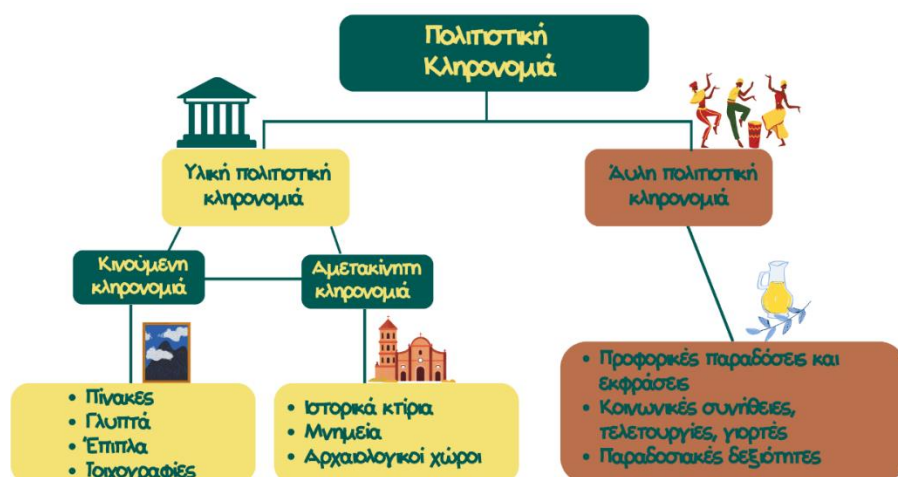 Πολιτιστική
Κληρονομιά
Υλική πολιτιστική
κληρονομιά
Άυλη πολιτιστική
κληρονομιά
Κινούμενη
κληρονομιά
Αμετακίνητη
κληρονομιά
• Πίνακες
• Γλυπτά
• Έπιπλα
• Τοιχογραφίες
• Ιστορικά κτίρια
• Μνημεία
• Αρχαιολογικοί χώροι
• Προφορικές παραδόσεις και
εκφράσεις
• Κοινωνικές συνήθειες,
τελετουργίες, γιορτές
• Παραδοσιακές δεξιότητες